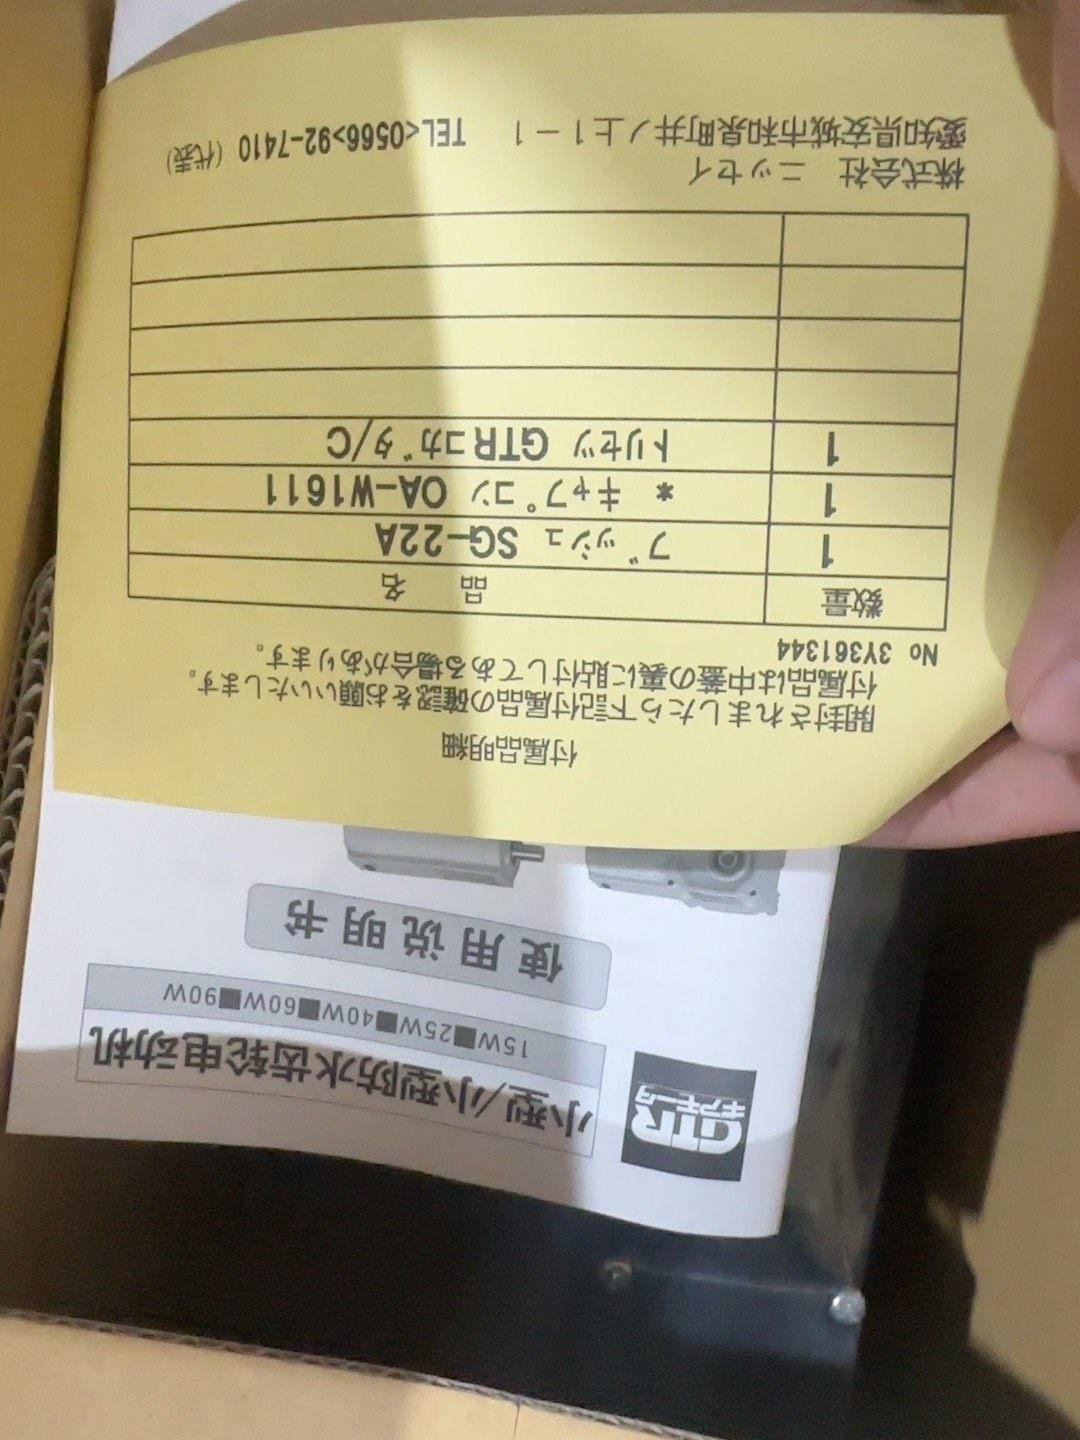 GTR
ギアモータ
小型/小型防水齿轮电动机
15W■25W■40W■60W■90W
使用说明书
付属品明細
開封されましたら下記付属品の確認をお願いいたします。
付属品は中蓋の裏に貼付してある場合があります。
No 3Y361344
数量 品 名
1 ブッシュ SG-22A
1 * キャプコン OA-W1611
1 トリセツ GTRコガタ/C
株式会社 ニッセイ
愛知県安城市和泉町井ノ上1-1 TEL<0566>92-7410 (代表)